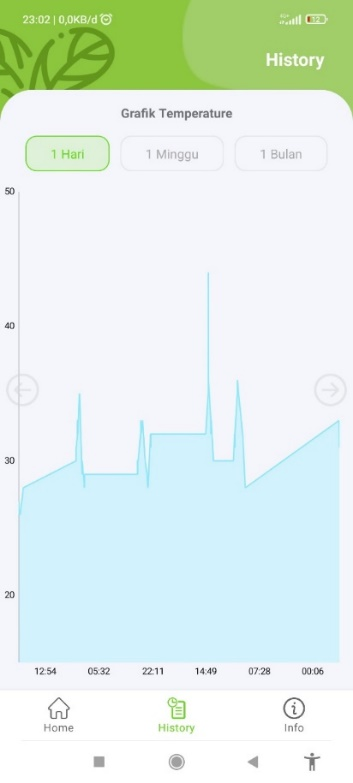 23:02 | 0,0KB/d
History
Grafik Temperature
1 Hari 1 Minggu 1 Bulan
50
40
30
20
12:54 05:32 22:11 14:49 07:28 00:06
Home History Info